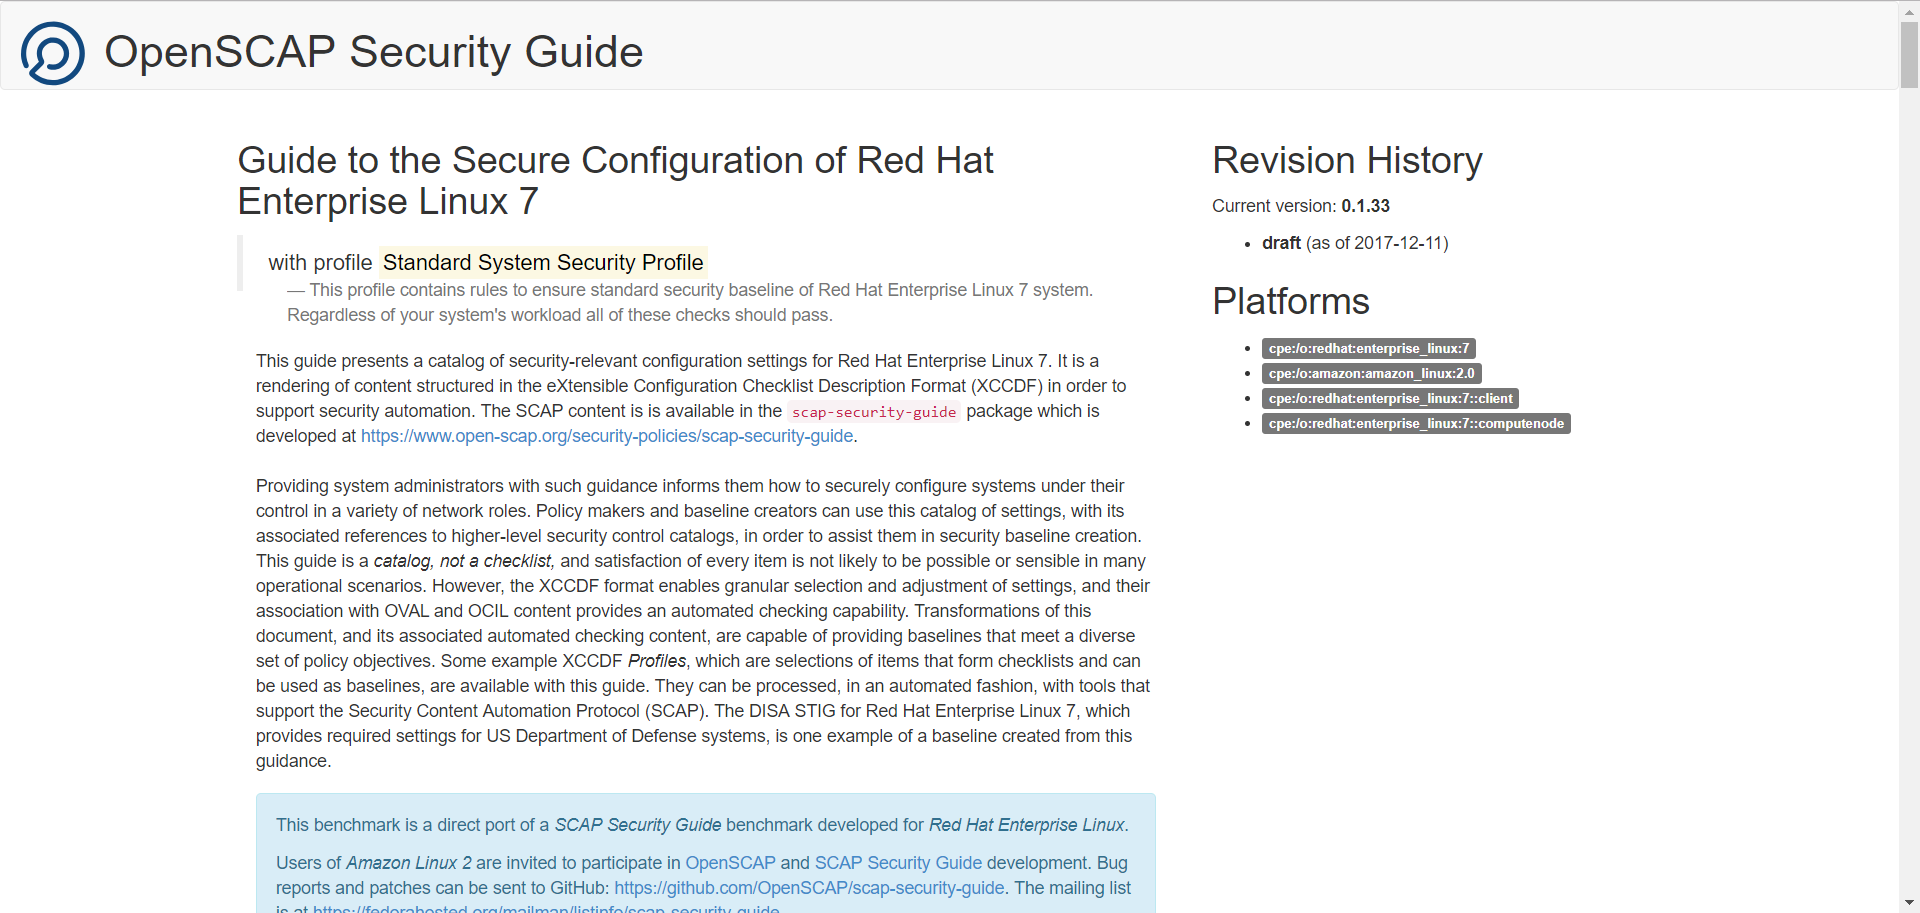 OpenSCAP Security Guide
Guide to the Secure Configuration of Red Hat
Enterprise Linux 7
with profile Standard System Security Profile
— This profile contains rules to ensure standard security baseline of Red Hat Enterprise Linux 7 system.
Regardless of your system's workload all of these checks should pass.
This guide presents a catalog of security-relevant configuration settings for Red Hat Enterprise Linux 7. It is a
rendering of content structured in the eXtensible Configuration Checklist Description Format (XCCDF) in order to
support security automation. The SCAP content is is available in the scap-security-guide package which is
developed at https://www.open-scap.org/security-policies/scap-security-guide.
Providing system administrators with such guidance informs them how to securely configure systems under their
control in a variety of network roles. Policy makers and baseline creators can use this catalog of settings, with its
associated references to higher-level security control catalogs, in order to assist them in security baseline creation.
This guide is a catalog, not a checklist, and satisfaction of every item is not likely to be possible or sensible in many
operational scenarios. However, the XCCDF format enables granular selection and adjustment of settings, and their
association with OVAL and OCIL content provides an automated checking capability. Transformations of this
document, and its associated automated checking content, are capable of providing baselines that meet a diverse
set of policy objectives. Some example XCCDF Profiles, which are selections of items that form checklists and can
be used as baselines, are available with this guide. They can be processed, in an automated fashion, with tools that
support the Security Content Automation Protocol (SCAP). The DISA STIG for Red Hat Enterprise Linux 7, which
provides required settings for US Department of Defense systems, is one example of a baseline created from this
guidance.
This benchmark is a direct port of a SCAP Security Guide benchmark developed for Red Hat Enterprise Linux.
Users of Amazon Linux 2 are invited to participate in OpenSCAP and SCAP Security Guide development. Bug
reports and patches can be sent to GitHub: https://github.com/OpenSCAP/scap-security-guide. The mailing list
is at https://fedorahosted.org/mailman/listinfo/scap-security-guide.
Revision History
Current version: 0.1.33
• draft (as of 2017-12-11)
Platforms
• cpe:/o:redhat:enterprise_linux:7
• cpe:/o:amazon:amazon_linux:2.0
• cpe:/o:redhat:enterprise_linux:7::client
• cpe:/o:redhat:enterprise_linux:7::computenode